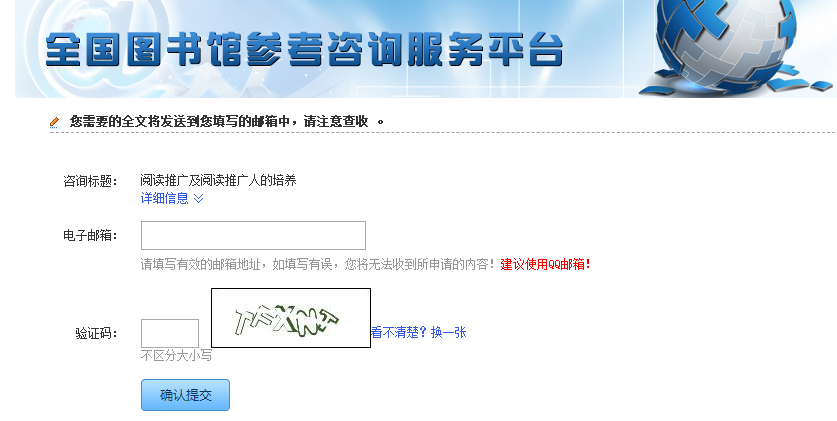 全国图书馆参考咨询服务平台
您需要的全文将发送到您填写的邮箱中，请注意查收 。
咨询标题： 阅读推广及阅读推广人的培养
详细信息
电子邮箱：
请填写有效的邮箱地址，如填写有误，您将无法收到所申请的内容！建议使用QQ邮箱！
验证码： 看不清楚？换一张
不区分大小写
确认提交